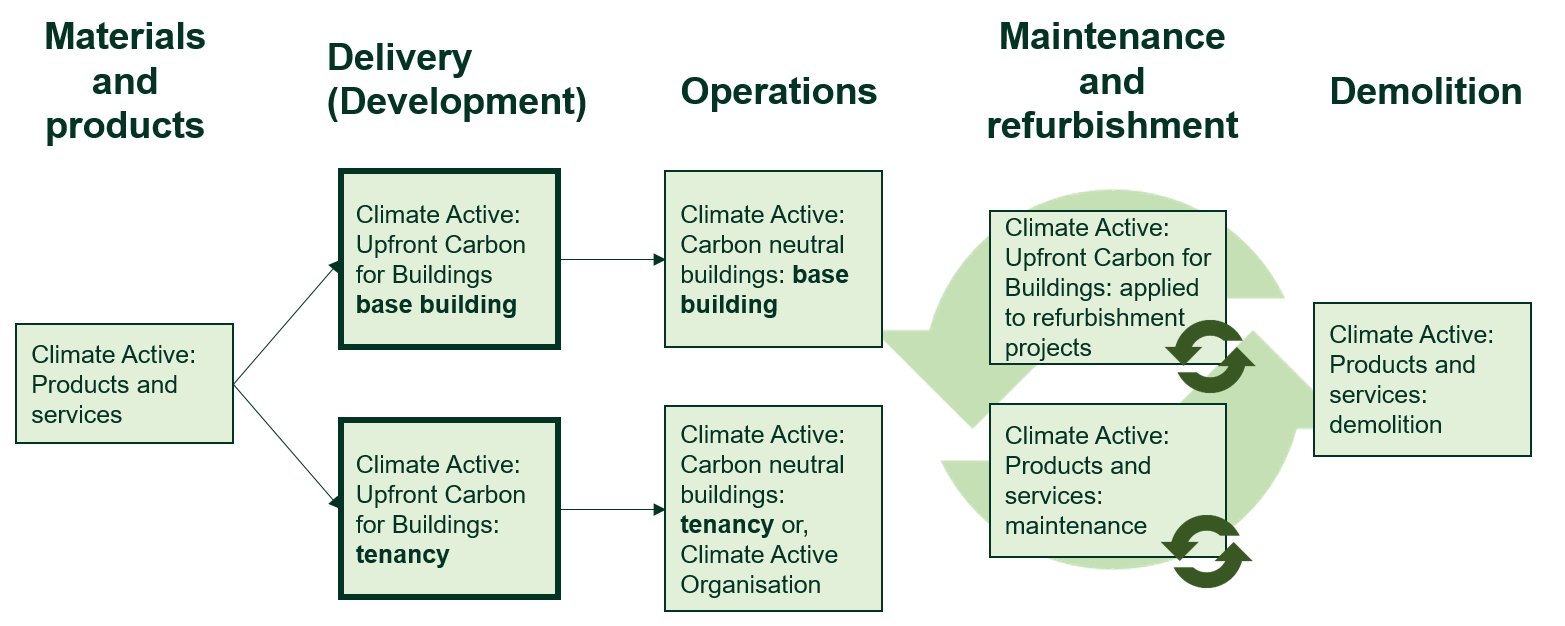 Materials
and
products
Delivery
(Development)
Operations
Maintenance
and
refurbishment
Demolition
Climate Active:
Products and
services
Climate Active:
Upfront Carbon
for Buildings
base building
Climate Active:
Upfront Carbon
for Buildings:
tenancy
Climate Active:
Carbon neutral
buildings: base
building
Climate Active:
Carbon neutral
buildings:
tenancy or,
Climate Active
Organisation
Climate Active:
Upfront Carbon for
Buildings: applied
to refurbishment
projects
Climate Active:
Products and
services:
maintenance
Climate Active:
Products and
services:
demolition